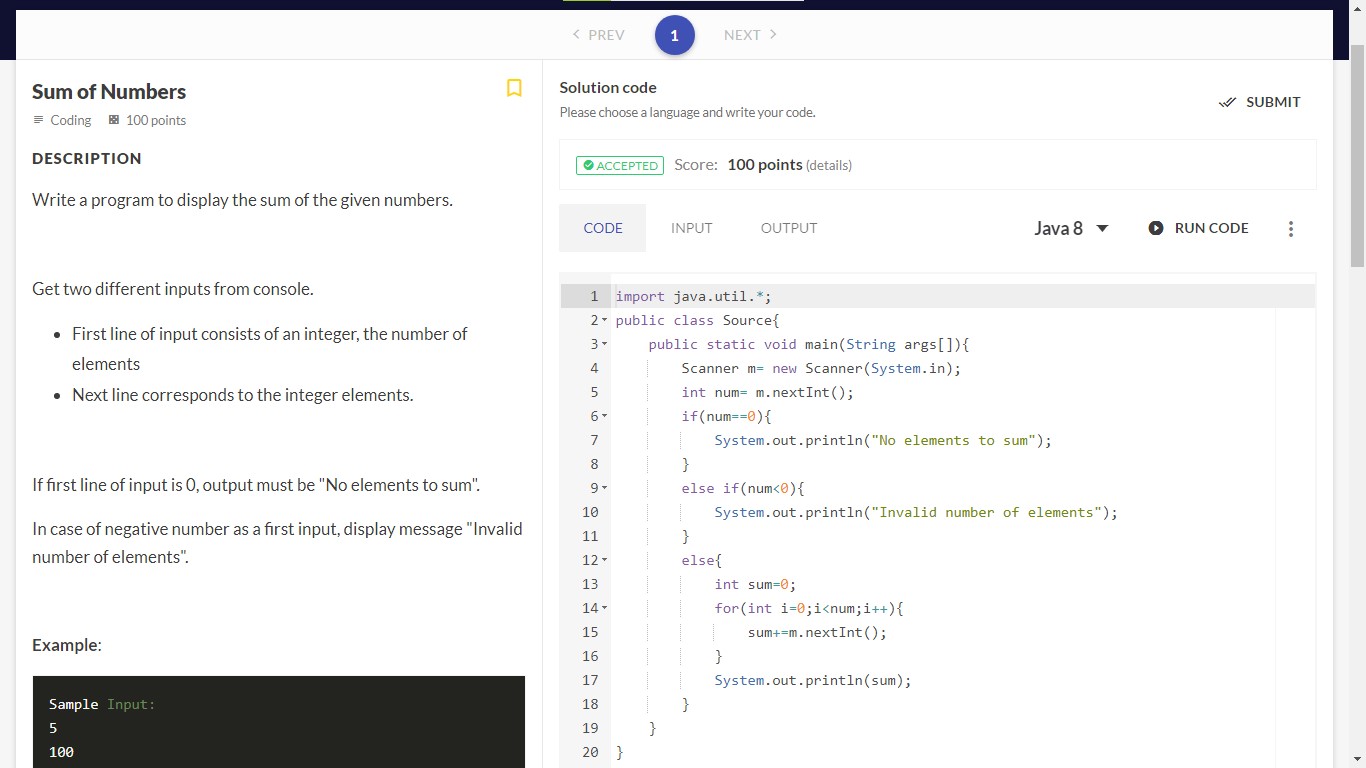 PREV
1
NEXT
Sum of Numbers
Coding 100 points
DESCRIPTION
Write a program to display the sum of the given numbers.
Get two different inputs from console.
First line of input consists of an integer, the number of
elements
Next line corresponds to the integer elements.
If first line of input is 0, output must be "No elements to sum".
In case of negative number as a first input, display message "Invalid
number of elements".
Example:
Sample Input:
5
100
Solution code
Please choose a language and write your code.
SUBMIT
ACCEPTED Score: 100 points (details)
CODE INPUT OUTPUT Java 8 RUN CODE
1 import java.util.*;
2 public class Source{
3 public static void main(String args[]){
4 Scanner m= new Scanner(System.in);
5 int num= m.nextInt();
6 if(num==0){
7 System.out.println("No elements to sum");
8 }
9 else if(num<0){
10 System.out.println("Invalid number of elements");
11 }
12 else{
13 int sum=0;
14 for(int i=0;i<num;i++){
15 sum+=m.nextInt();
16 }
17 System.out.println(sum);
18 }
19 }
20 }